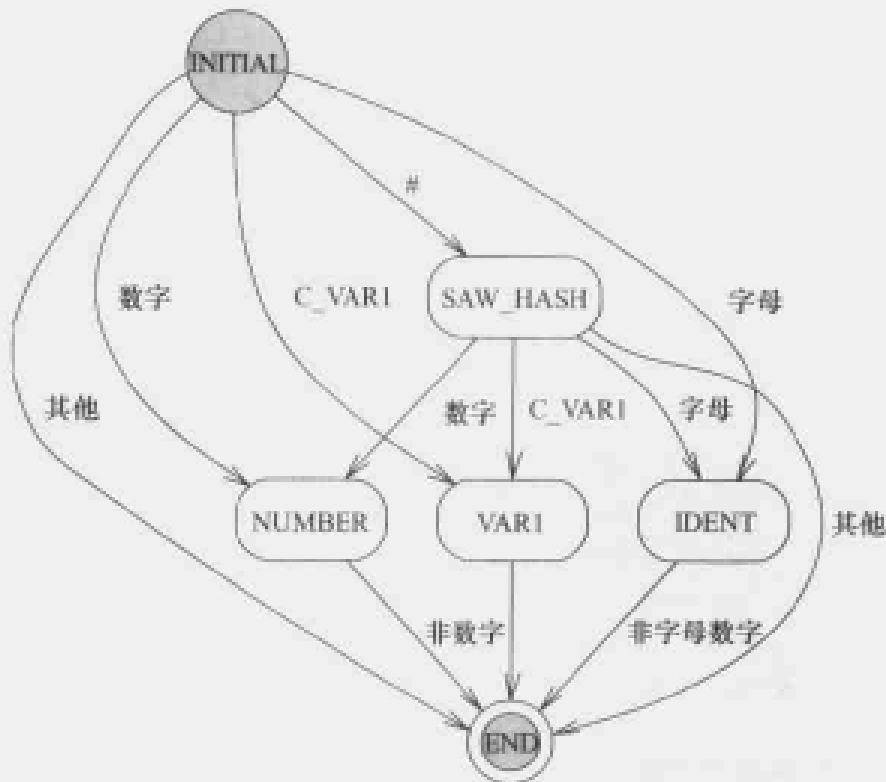 INITIAL
#
数字
C_VAR1
SAW_HASH
字母
其他
数字
C_VAR1
字母
NUMBER
VAR1
IDENT
其他
非数字
非字母数字
END